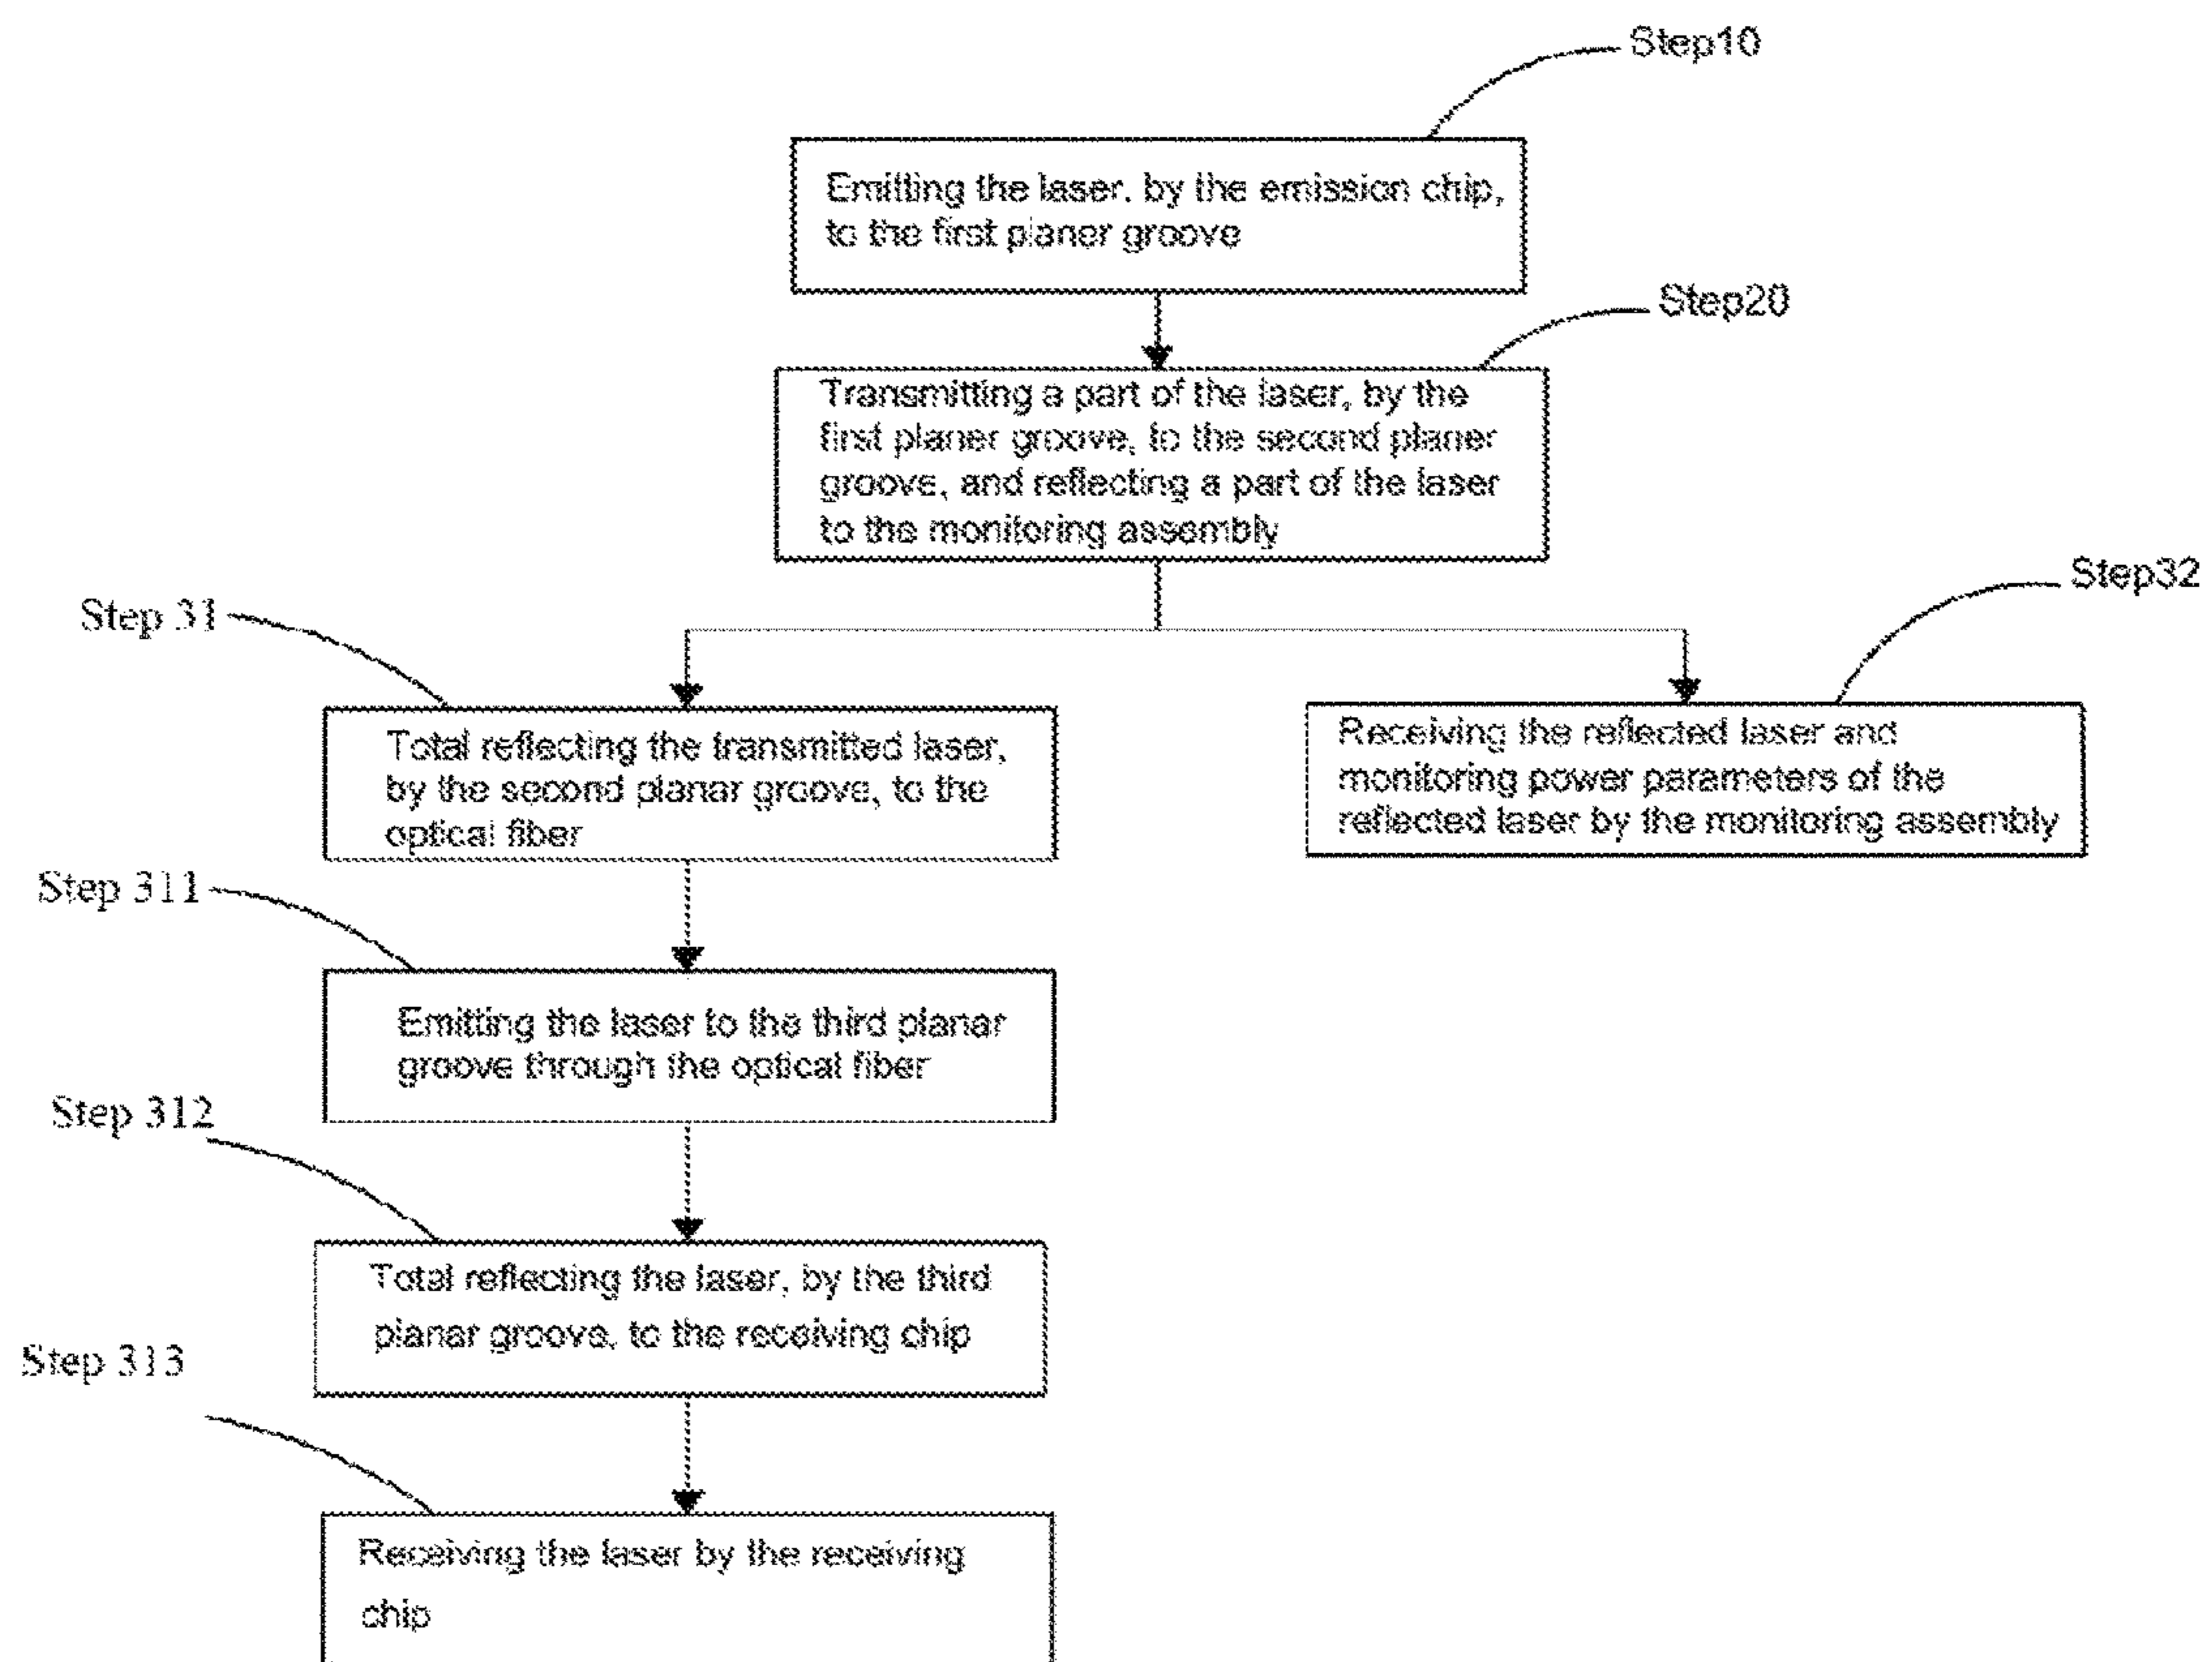 Step10
Emitting the laser, by the emission chip,
to the first planer groove
Step20
Transmitting a part of the laser, by the
first planer groove, to the second planer
groove, and reflecting a part of the laser
to the monitoring assembly
Step 31
Step32
Total reflecting the transmitted laser,
by the second planar groove, to the
optical fiber
Receiving the reflected laser and
monitoring power parameters of the
reflected laser by the monitoring assembly
Step 311
Emitting the laser to the third planar
groove through the optical fiber
Step 312
Total reflecting the laser, by the third
planar groove, to the receiving chip
Step 313
Receiving the laser by the receiving
chip